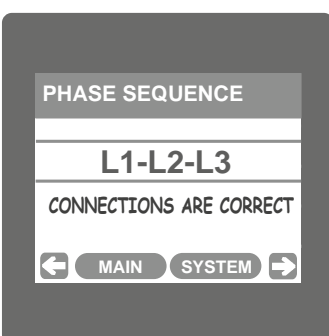 PHASE SEQUENCE
L1-L2-L3
CONNECTIONS ARE CORRECT
MAIN SYSTEM